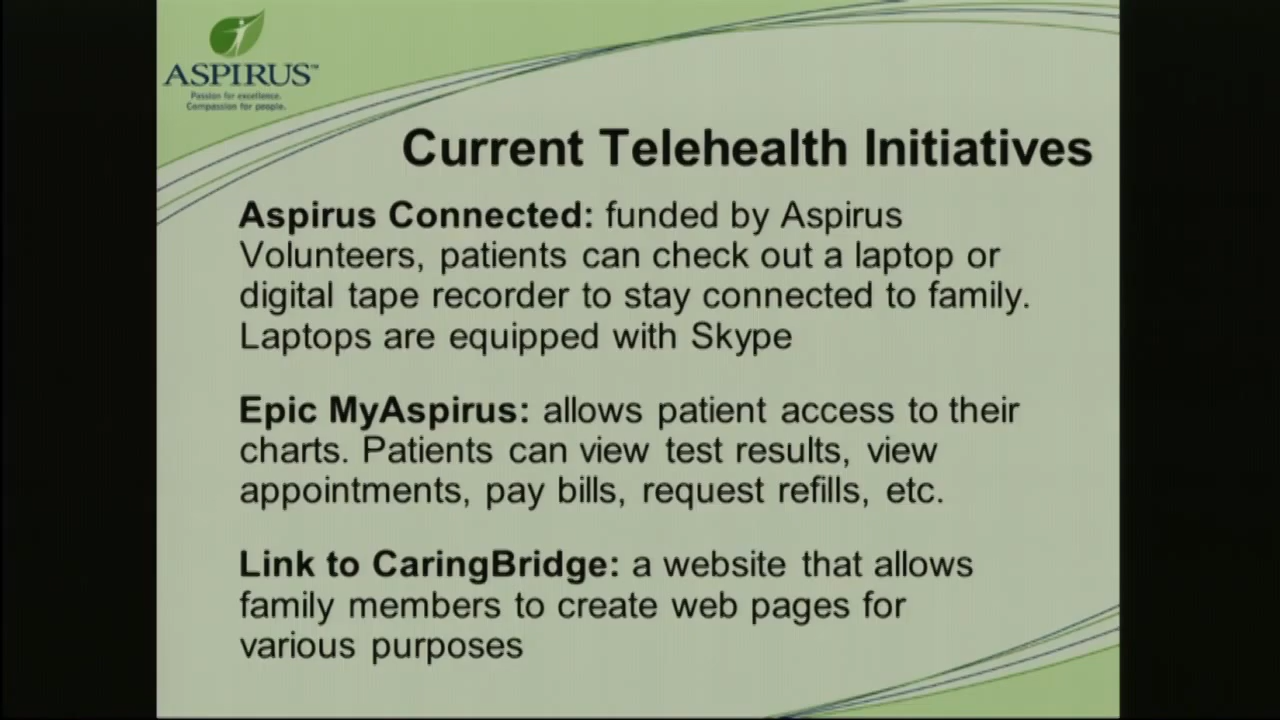 ASPIRUS™
Passion for excellence.
Compassion for people.
Current Telehealth Initiatives
Aspirus Connected: funded by Aspirus
Volunteers, patients can check out a laptop or
digital tape recorder to stay connected to family.
Laptops are equipped with Skype
Epic MyAspirus: allows patient access to their
charts. Patients can view test results, view
appointments, pay bills, request refills, etc.
Link to CaringBridge: a website that allows
family members to create web pages for
various purposes